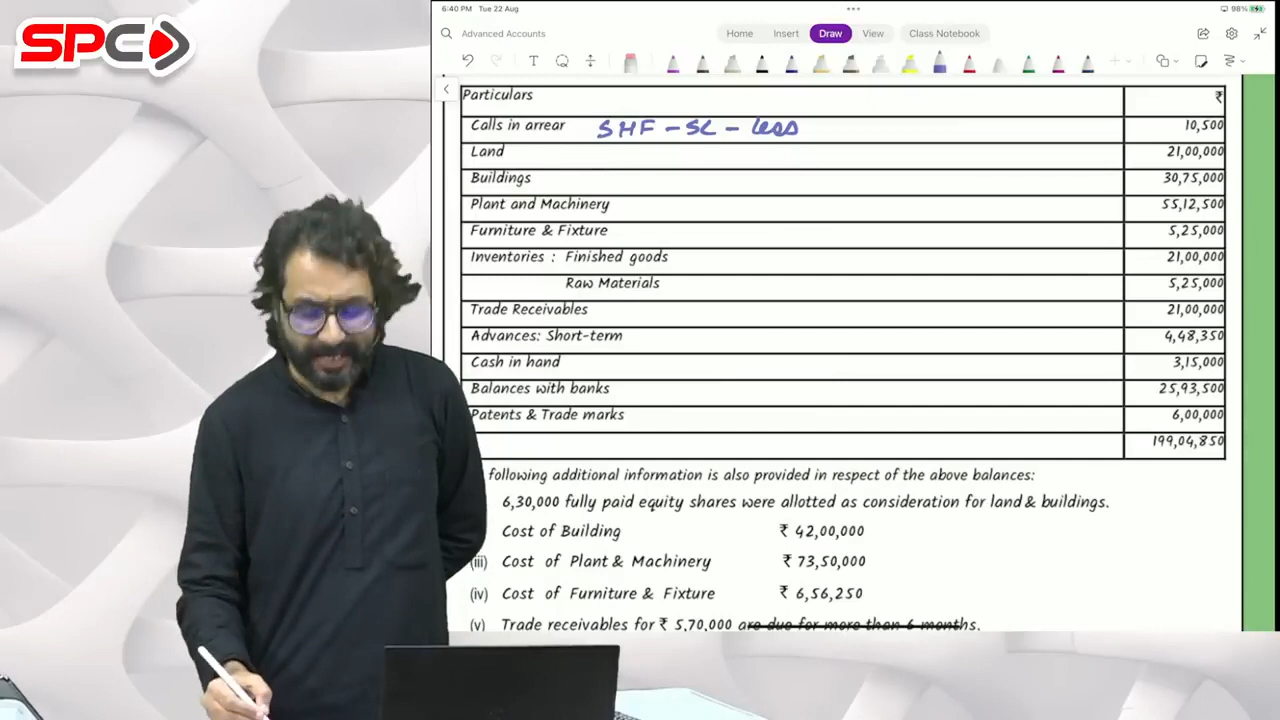 SPC
6:40 PM Tue 22 Aug
98%
Advanced Accounts
Home Insert Draw View Class Notebook
Particulars ₹
Calls in arrear SHF - SC - Less 10,500
Land 21,00,000
Buildings 30,75,000
Plant and Machinery 55,12,500
Furniture & Fixture 5,25,000
Inventories : Finished goods 21,00,000
Raw Materials 5,25,000
Trade Receivables 21,00,000
Advances: Short-term 4,48,350
Cash in hand 3,15,000
Balances with banks 25,93,500
Patents & Trade marks 6,00,000
199,04,850
following additional information is also provided in respect of the above balances:
6,30,000 fully paid equity shares were allotted as consideration for land & buildings.
Cost of Building ₹ 42,00,000
(iii) Cost of Plant & Machinery ₹ 73,50,000
(iv) Cost of Furniture & Fixture ₹ 6,56,250
(v) Trade receivables for ₹ 5,70,000 are due for more than 6 months.